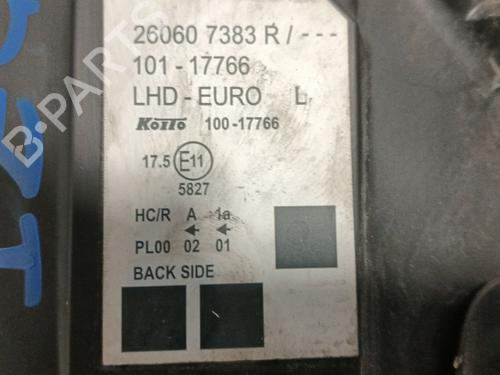 26060 7383 R / - - -
101 - 17766
LHD - EURO L
KOITO 100-17766
17.5 E11
5827
HC/R A 1a
PL00 02 01
BACK SIDE
B-PARTS